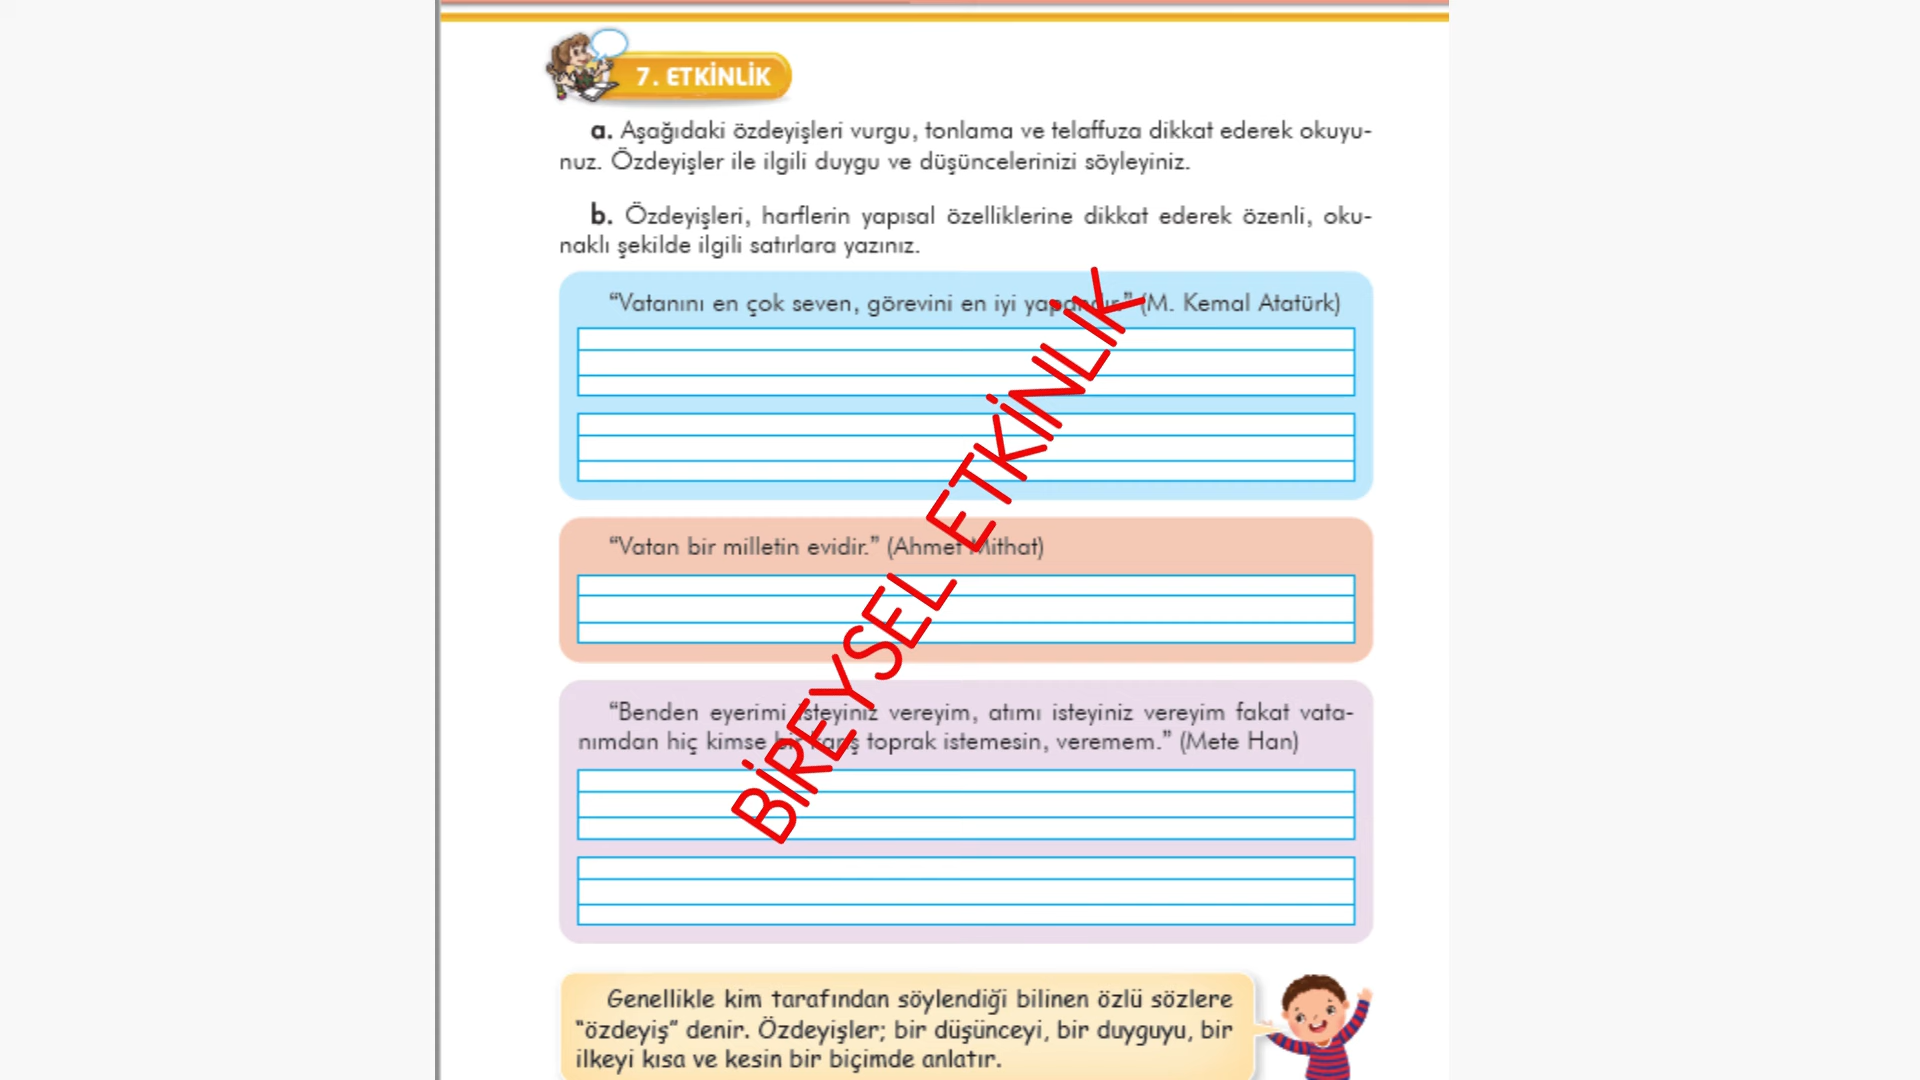 7. ETKİNLİK
a. Aşağıdaki özdeyişleri vurgu, tonlama ve telaffuza dikkat ederek okuyu-
nuz. Özdeyişler ile ilgili duygu ve düşüncelerinizi söyleyiniz.
b. Özdeyişleri, harflerin yapısal özelliklerine dikkat ederek özenli, oku-
naklı şekilde ilgili satırlara yazınız.
“Vatanını en çok seven, görevini en iyi yapandır.” (M. Kemal Atatürk)
“Vatan bir milletin evidir.” (Ahmet Mithat)
“Benden eyerimi isteyiniz vereyim, atımı isteyiniz vereyim fakat vata-
nımdan hiç kimse bir karış toprak istemesin, veremem.” (Mete Han)
BİREYSEL ETKİNLİK
Genellikle kim tarafından söylendiği bilinen özlü sözlere
“özdeyiş” denir. Özdeyişler; bir düşünceyi, bir duyguyu, bir
ilkeyi kısa ve kesin bir biçimde anlatır.